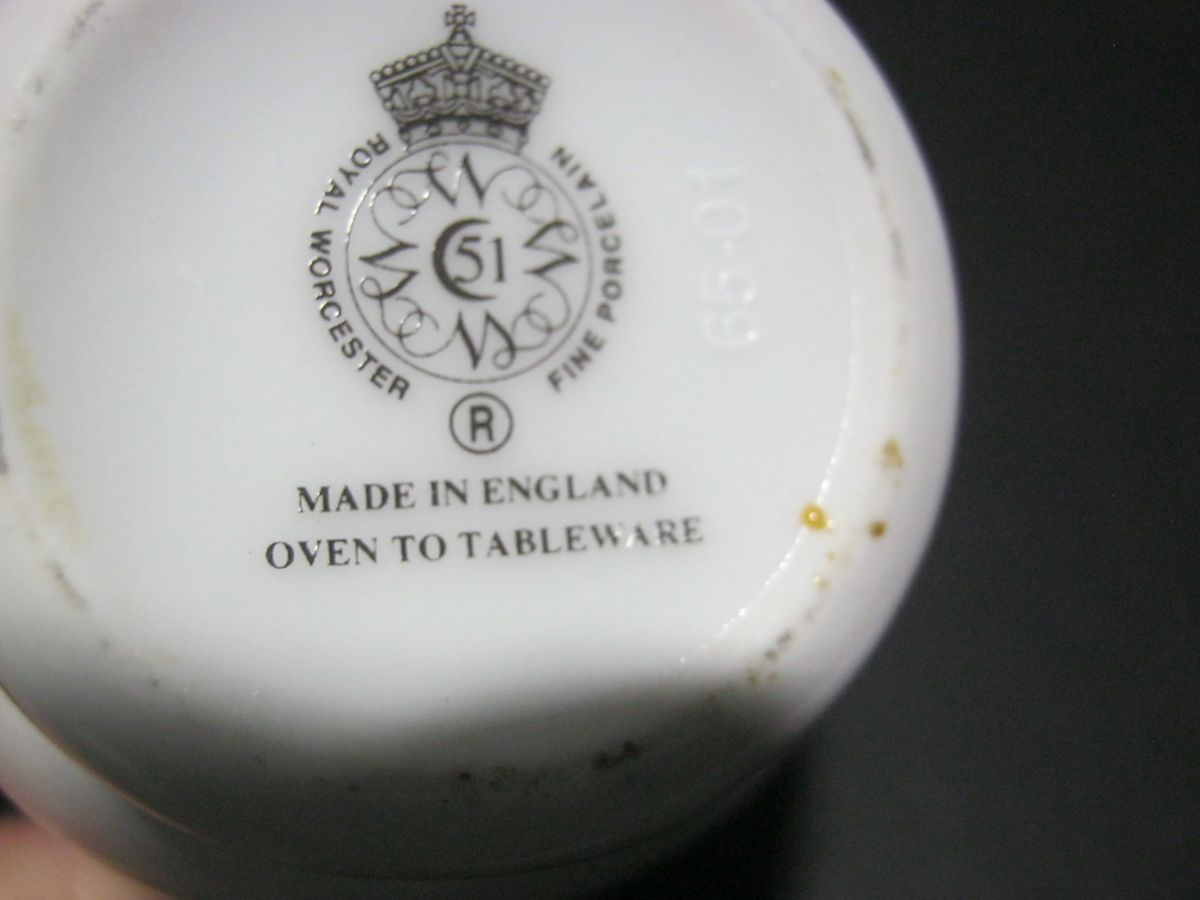 ROYAL WORCESTER
FINE PORCELAIN
51
®
MADE IN ENGLAND
OVEN TO TABLEWARE
65-01